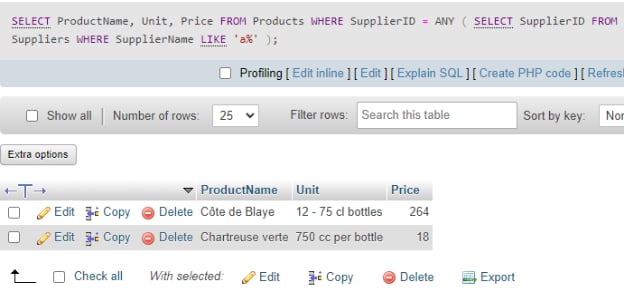 SELECT ProductName, Unit, Price FROM Products WHERE SupplierID = ANY ( SELECT SupplierID FROM
Suppliers WHERE SupplierName LIKE 'a%' );
Profiling [ Edit inline ] [ Edit ] [ Explain SQL ] [ Create PHP code ] [ Refres
Show all Number of rows: 25 Filter rows: Search this table Sort by key: Non
Extra options
ProductName Unit Price
Edit Copy Delete Côte de Blaye 12 - 75 cl bottles 264
Edit Copy Delete Chartreuse verte 750 cc per bottle 18
Check all With selected: Edit Copy Delete Export